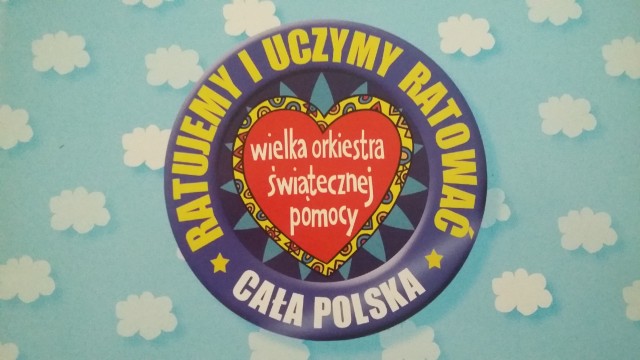 RATUJEMY I UCZYMY RATOWAĆ
wielka orkiestra
świątecznej
pomocy
CAŁA POLSKA